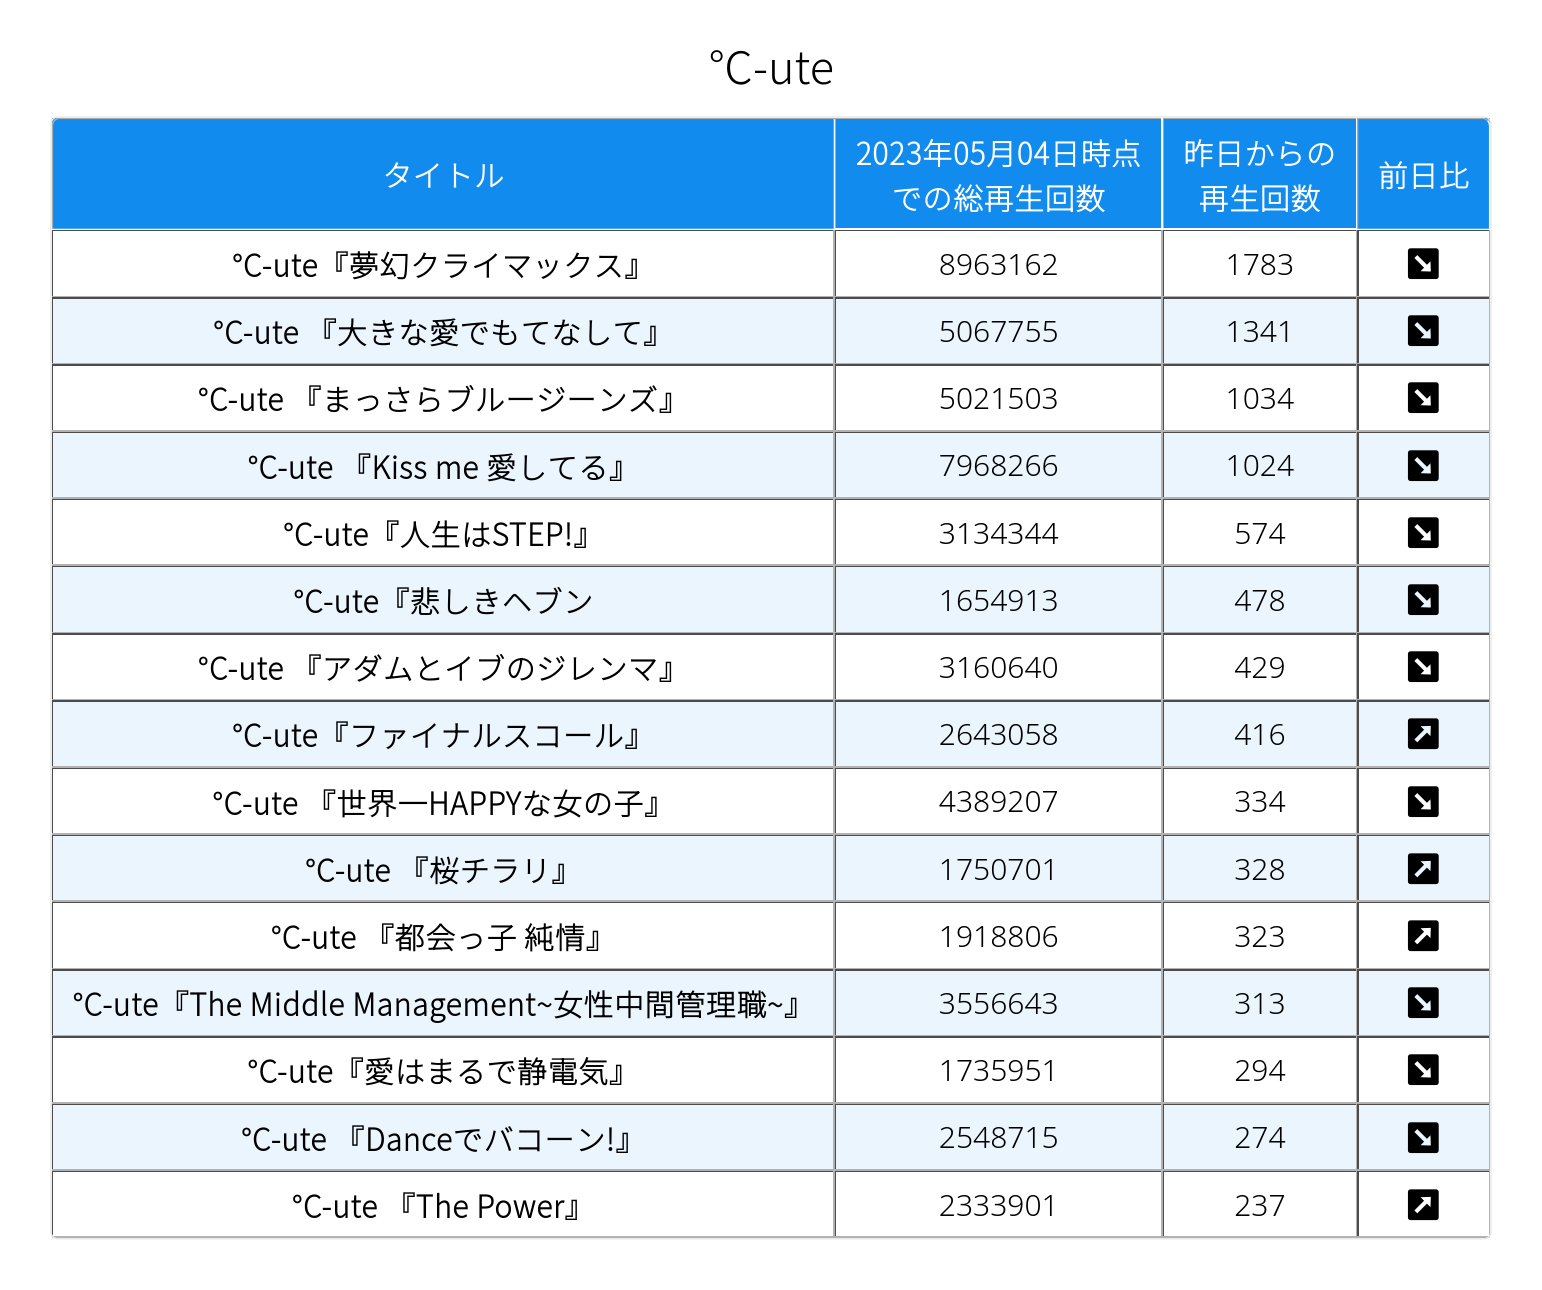 °C-ute
タイトル
2023年05月04日時点
での総再生回数
昨日からの
再生回数
前日比
°C-ute『夢幻クライマックス』 8963162 1783 ↘
°C-ute 『大きな愛でもてなして』 5067755 1341 ↘
°C-ute 『まっさらブルージーンズ』 5021503 1034 ↘
°C-ute 『Kiss me 愛してる』 7968266 1024 ↘
°C-ute『人生はSTEP!』 3134344 574 ↘
°C-ute『悲しきヘブン 1654913 478 ↘
°C-ute 『アダムとイブのジレンマ』 3160640 429 ↘
°C-ute『ファイナルスコール』 2643058 416 ↗
°C-ute 『世界一HAPPYな女の子』 4389207 334 ↘
°C-ute 『桜チラリ』 1750701 328 ↗
°C-ute 『都会っ子 純情』 1918806 323 ↗
°C-ute『The Middle Management~女性中間管理職~』 3556643 313 ↘
°C-ute『愛はまるで静電気』 1735951 294 ↘
°C-ute 『Danceでバコーン!』 2548715 274 ↘
°C-ute 『The Power』 2333901 237 ↗